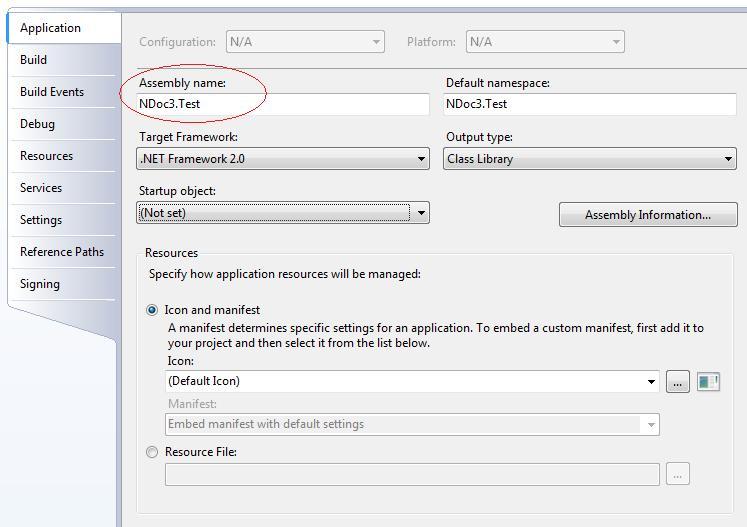 Application
Build
Build Events
Debug
Resources
Services
Settings
Reference Paths
Signing
Configuration: N/A Platform: N/A
Assembly name: Default namespace:
NDoc3.Test NDoc3.Test
Target Framework: Output type:
.NET Framework 2.0 Class Library
Startup object:
(Not set) Assembly Information...
Resources
Specify how application resources will be managed:
Icon and manifest
A manifest determines specific settings for an application. To embed a custom manifest, first add it to
your project and then select it from the list below.
Icon:
(Default Icon) ...
Manifest:
Embed manifest with default settings
Resource File:
...